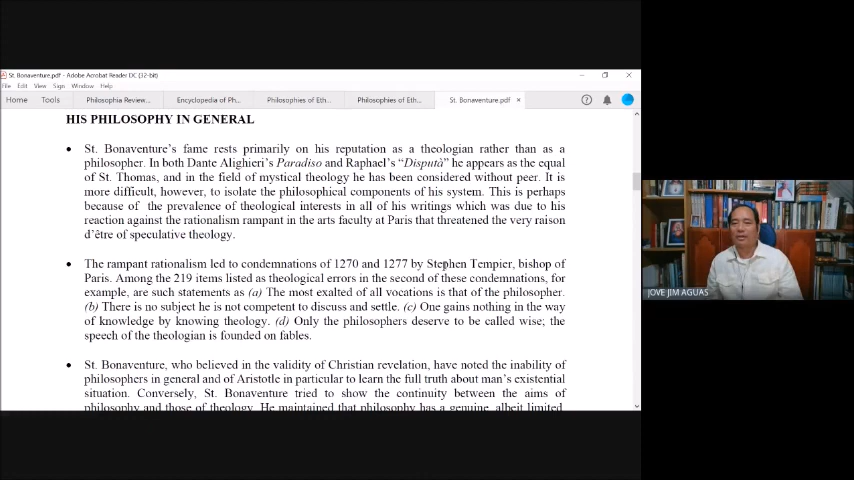 St. Bonaventure.pdf - Adobe Acrobat Reader DC (32-bit)
File Edit View Sign Window Help
Home Tools Philosophia Review... Encyclopedia of Ph... Philosophies of Eth... Philosophies of Eth... St. Bonaventure.pdf ×
HIS PHILOSOPHY IN GENERAL
• St. Bonaventure's fame rests primarily on his reputation as a theologian rather than as a
philosopher. In both Dante Alighieri's Paradiso and Raphael's “Disputà” he appears as the equal
of St. Thomas, and in the field of mystical theology he has been considered without peer. It is
more difficult, however, to isolate the philosophical components of his system. This is perhaps
because of the prevalence of theological interests in all of his writings which was due to his
reaction against the rationalism rampant in the arts faculty at Paris that threatened the very raison
d’être of speculative theology.
• The rampant rationalism led to condemnations of 1270 and 1277 by Stephen Tempier, bishop of
Paris. Among the 219 items listed as theological errors in the second of these condemnations, for
example, are such statements as (a) The most exalted of all vocations is that of the philosopher.
(b) There is no subject he is not competent to discuss and settle. (c) One gains nothing in the way
of knowledge by knowing theology. (d) Only the philosophers deserve to be called wise; the
speech of the theologian is founded on fables.
• St. Bonaventure, who believed in the validity of Christian revelation, have noted the inability of
philosophers in general and of Aristotle in particular to learn the full truth about man's existential
situation. Conversely, St. Bonaventure tried to show the continuity between the aims of
philosophy and those of theology. He maintained that philosophy has a genuine, albeit limited,
JOVE JIM AGUAS